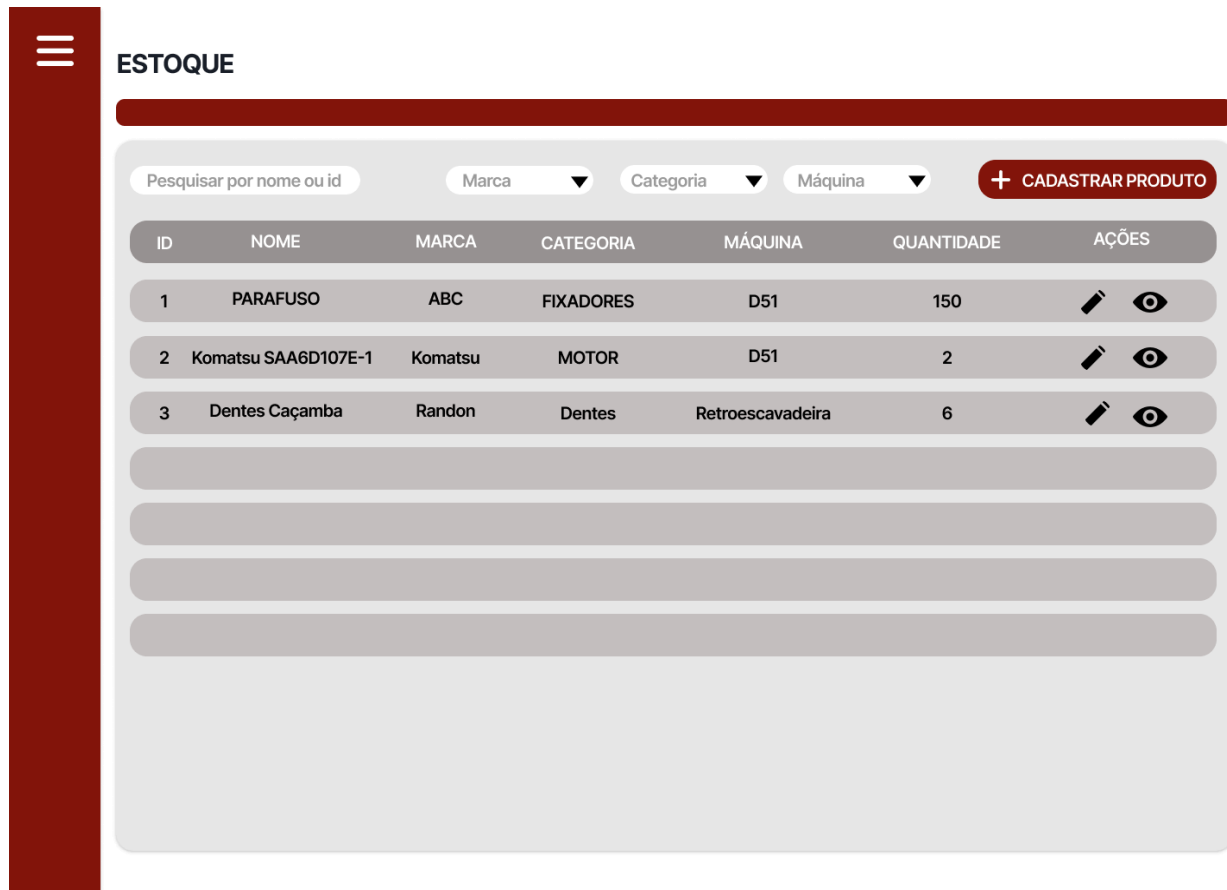 ESTOQUE
Pesquisar por nome ou id Marca Categoria Máquina CADASTRAR PRODUTO
ID NOME MARCA CATEGORIA MÁQUINA QUANTIDADE AÇÕES
1 PARAFUSO ABC FIXADORES D51 150
2 Komatsu SAA6D107E-1 Komatsu MOTOR D51 2
3 Dentes Caçamba Randon Dentes Retroescavadeira 6